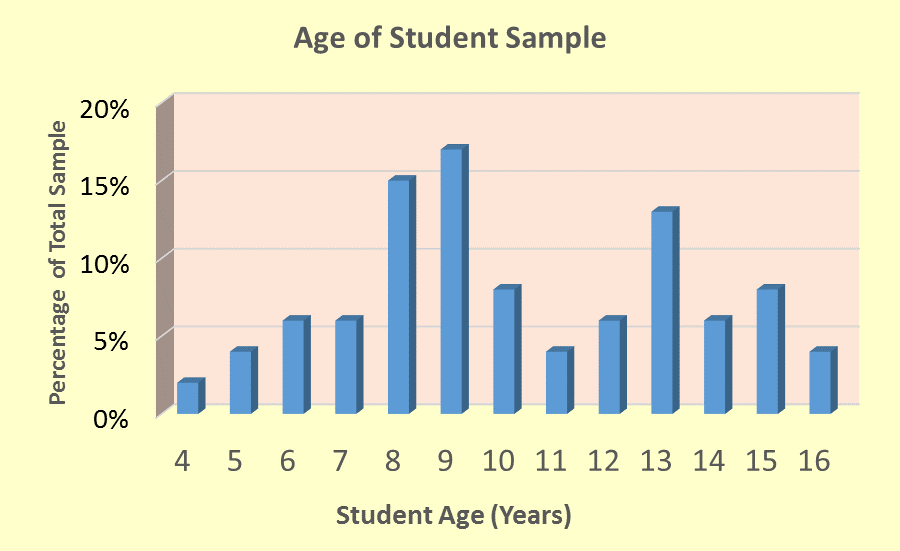 Age of Student Sample
Percentage of Total Sample
20%
15%
10%
5%
0%
4 5 6 7 8 9 10 11 12 13 14 15 16
Student Age (Years)